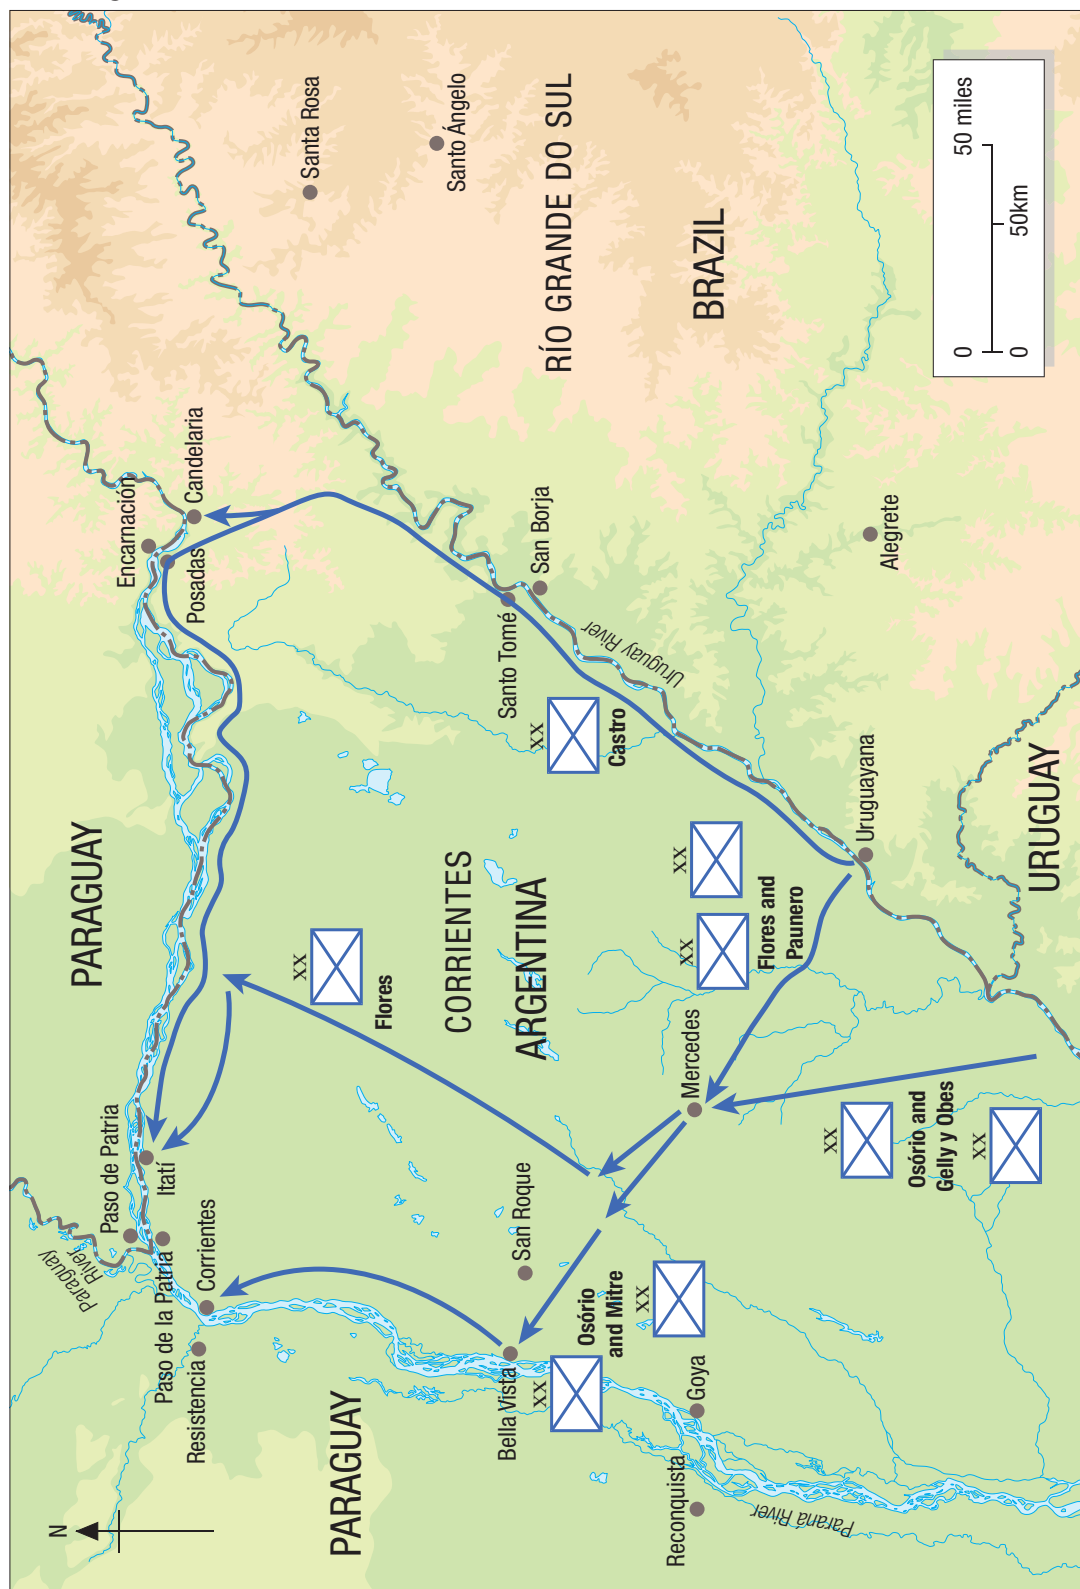 N
PARAGUAY
PARAGUAY
Paraguay
River
Paso de Patria
Itatí
Paso de la Patria
Corrientes
Resistencia
Encarnación
Posadas
Candelaria
Santa Rosa
Santo Ángelo
RÍO GRANDE DO SUL
BRAZIL
San Borja
Santo Tomé
Uruguay River
XX
Castro
XX
Flores
CORRIENTES
ARGENTINA
XX
XX
Flores and
Paunero
Uruguayana
Alegrete
URUGUAY
Mercedes
XX
Osório and
Gelly y Obes
XX
San Roque
Osório
and Mitre
XX
XX
Bella Vista
Goya
Reconquista
Paraná River
0
50 miles
0
50km